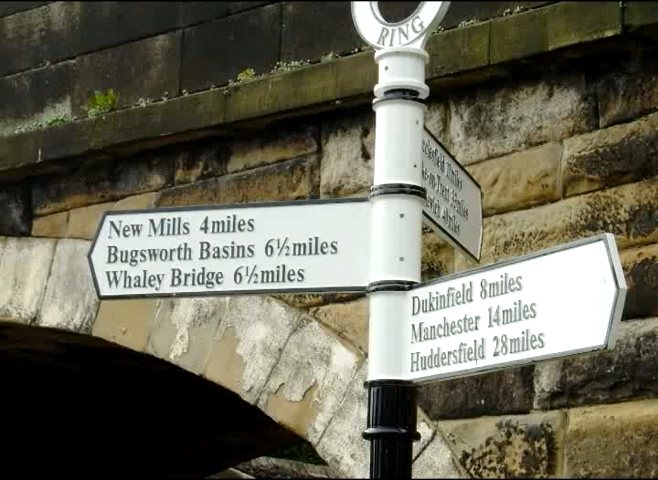 RING
New Mills 4miles
Bugsworth Basins 6½miles
Whaley Bridge 6½miles
Dukinfield 8miles
Manchester 14miles
Huddersfield 28miles